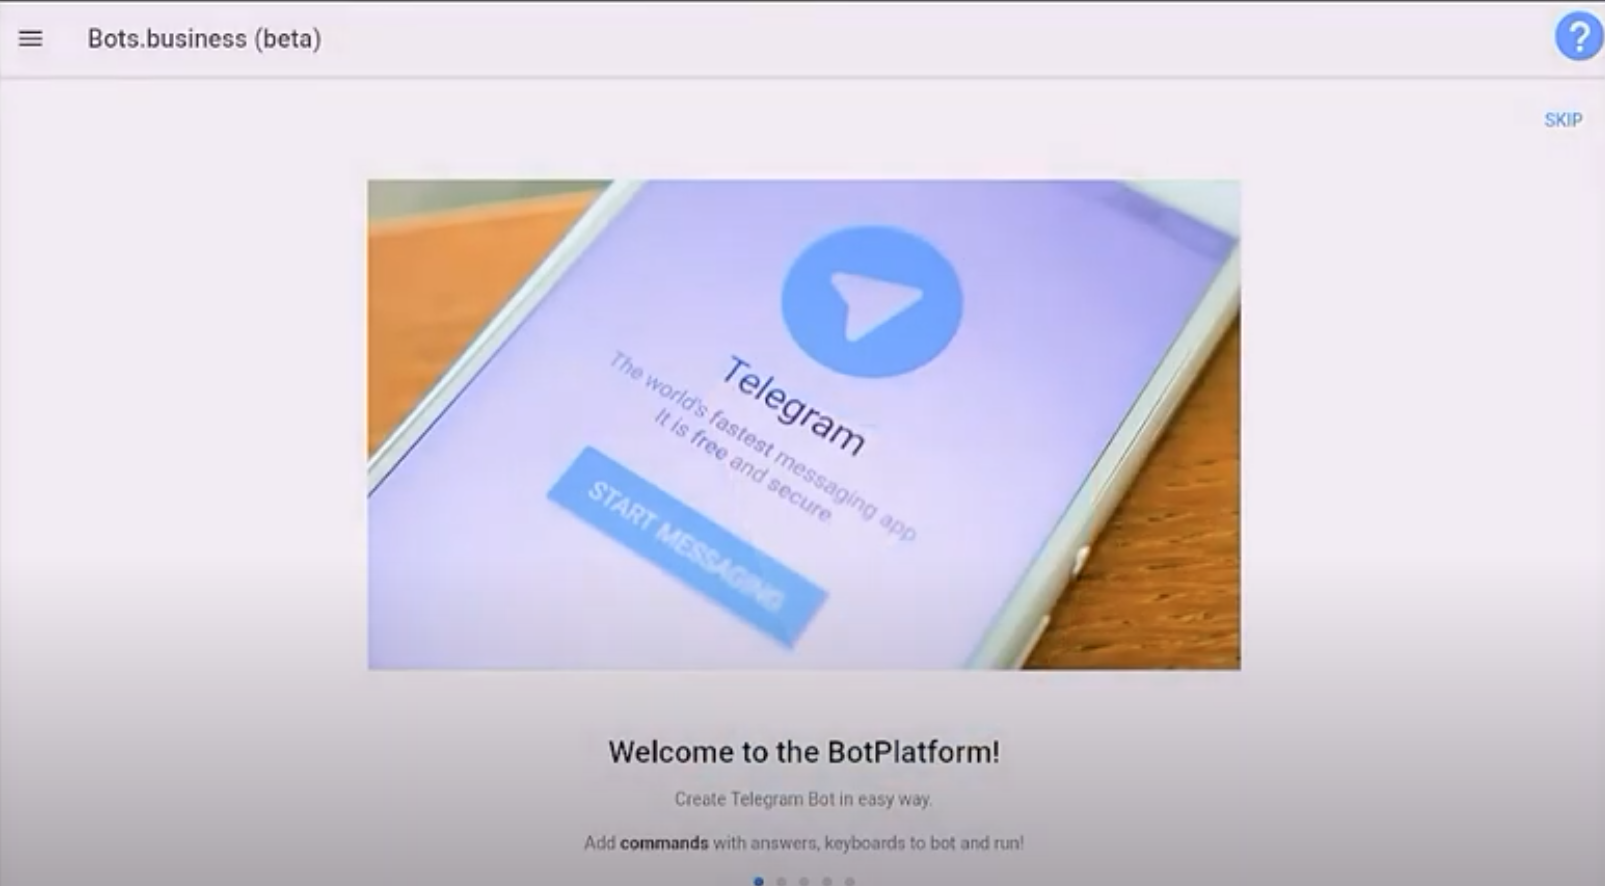 Bots.business (beta)
?
SKIP
Telegram
The world's fastest messaging app
It is free and secure.
START MESSAGING
Welcome to the BotPlatform!
Create Telegram Bot in easy way.
Add commands with answers, keyboards to bot and run!